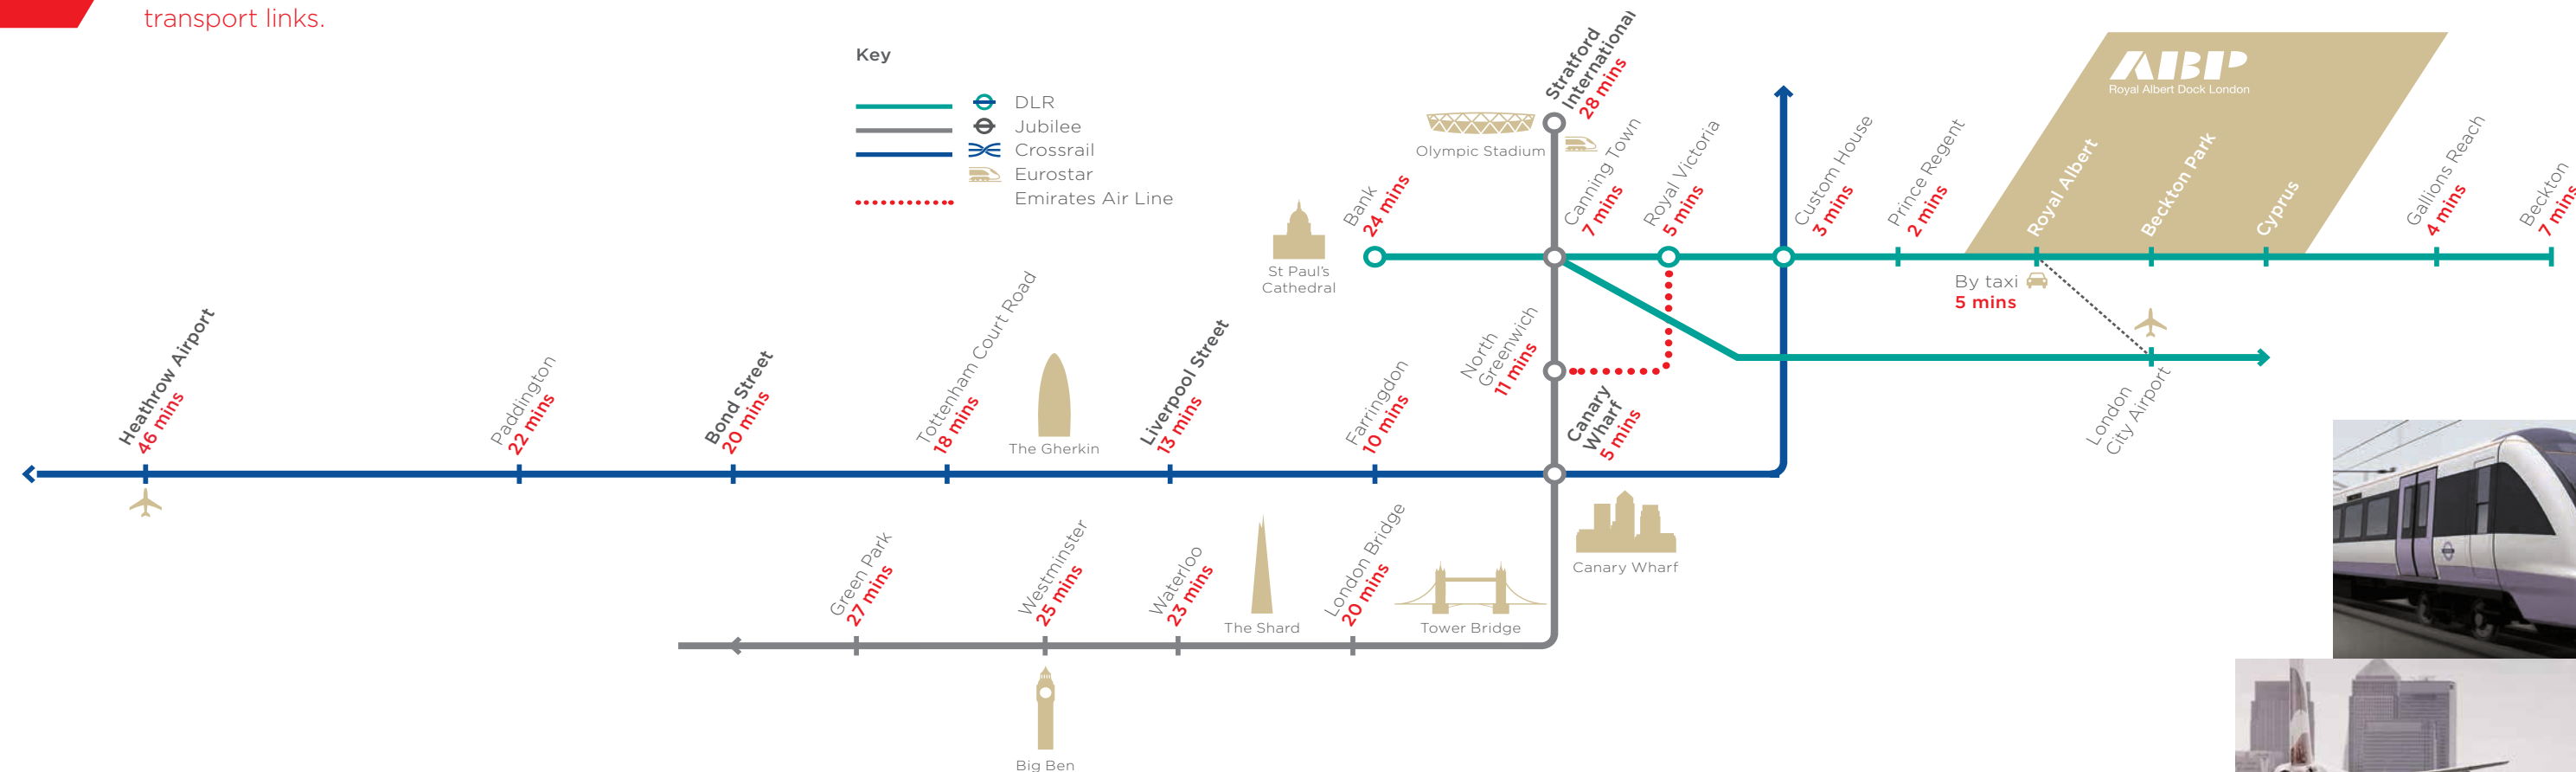 transport links.
Key
DLR
Jubilee
Crossrail
Eurostar
Emirates Air Line
ABP
Royal Albert Dock London
Stratford
International
28 mins
Olympic Stadium
Bank
24 mins
Canning Town
7 mins
Royal Victoria
5 mins
Custom House
3 mins
Prince Regent
2 mins
Royal Albert
Beckton Park
Cyprus
Gallions Reach
4 mins
Beckton
7 mins
St Paul's
Cathedral
By taxi
5 mins
Heathrow Airport
46 mins
Paddington
22 mins
Bond Street
20 mins
Tottenham Court Road
18 mins
The Gherkin
Liverpool Street
13 mins
Farringdon
10 mins
North
Greenwich
11 mins
Canary
Wharf
5 mins
London
City Airport
Green Park
27 mins
Westminster
25 mins
Waterloo
23 mins
The Shard
London Bridge
20 mins
Tower Bridge
Canary Wharf
Big Ben